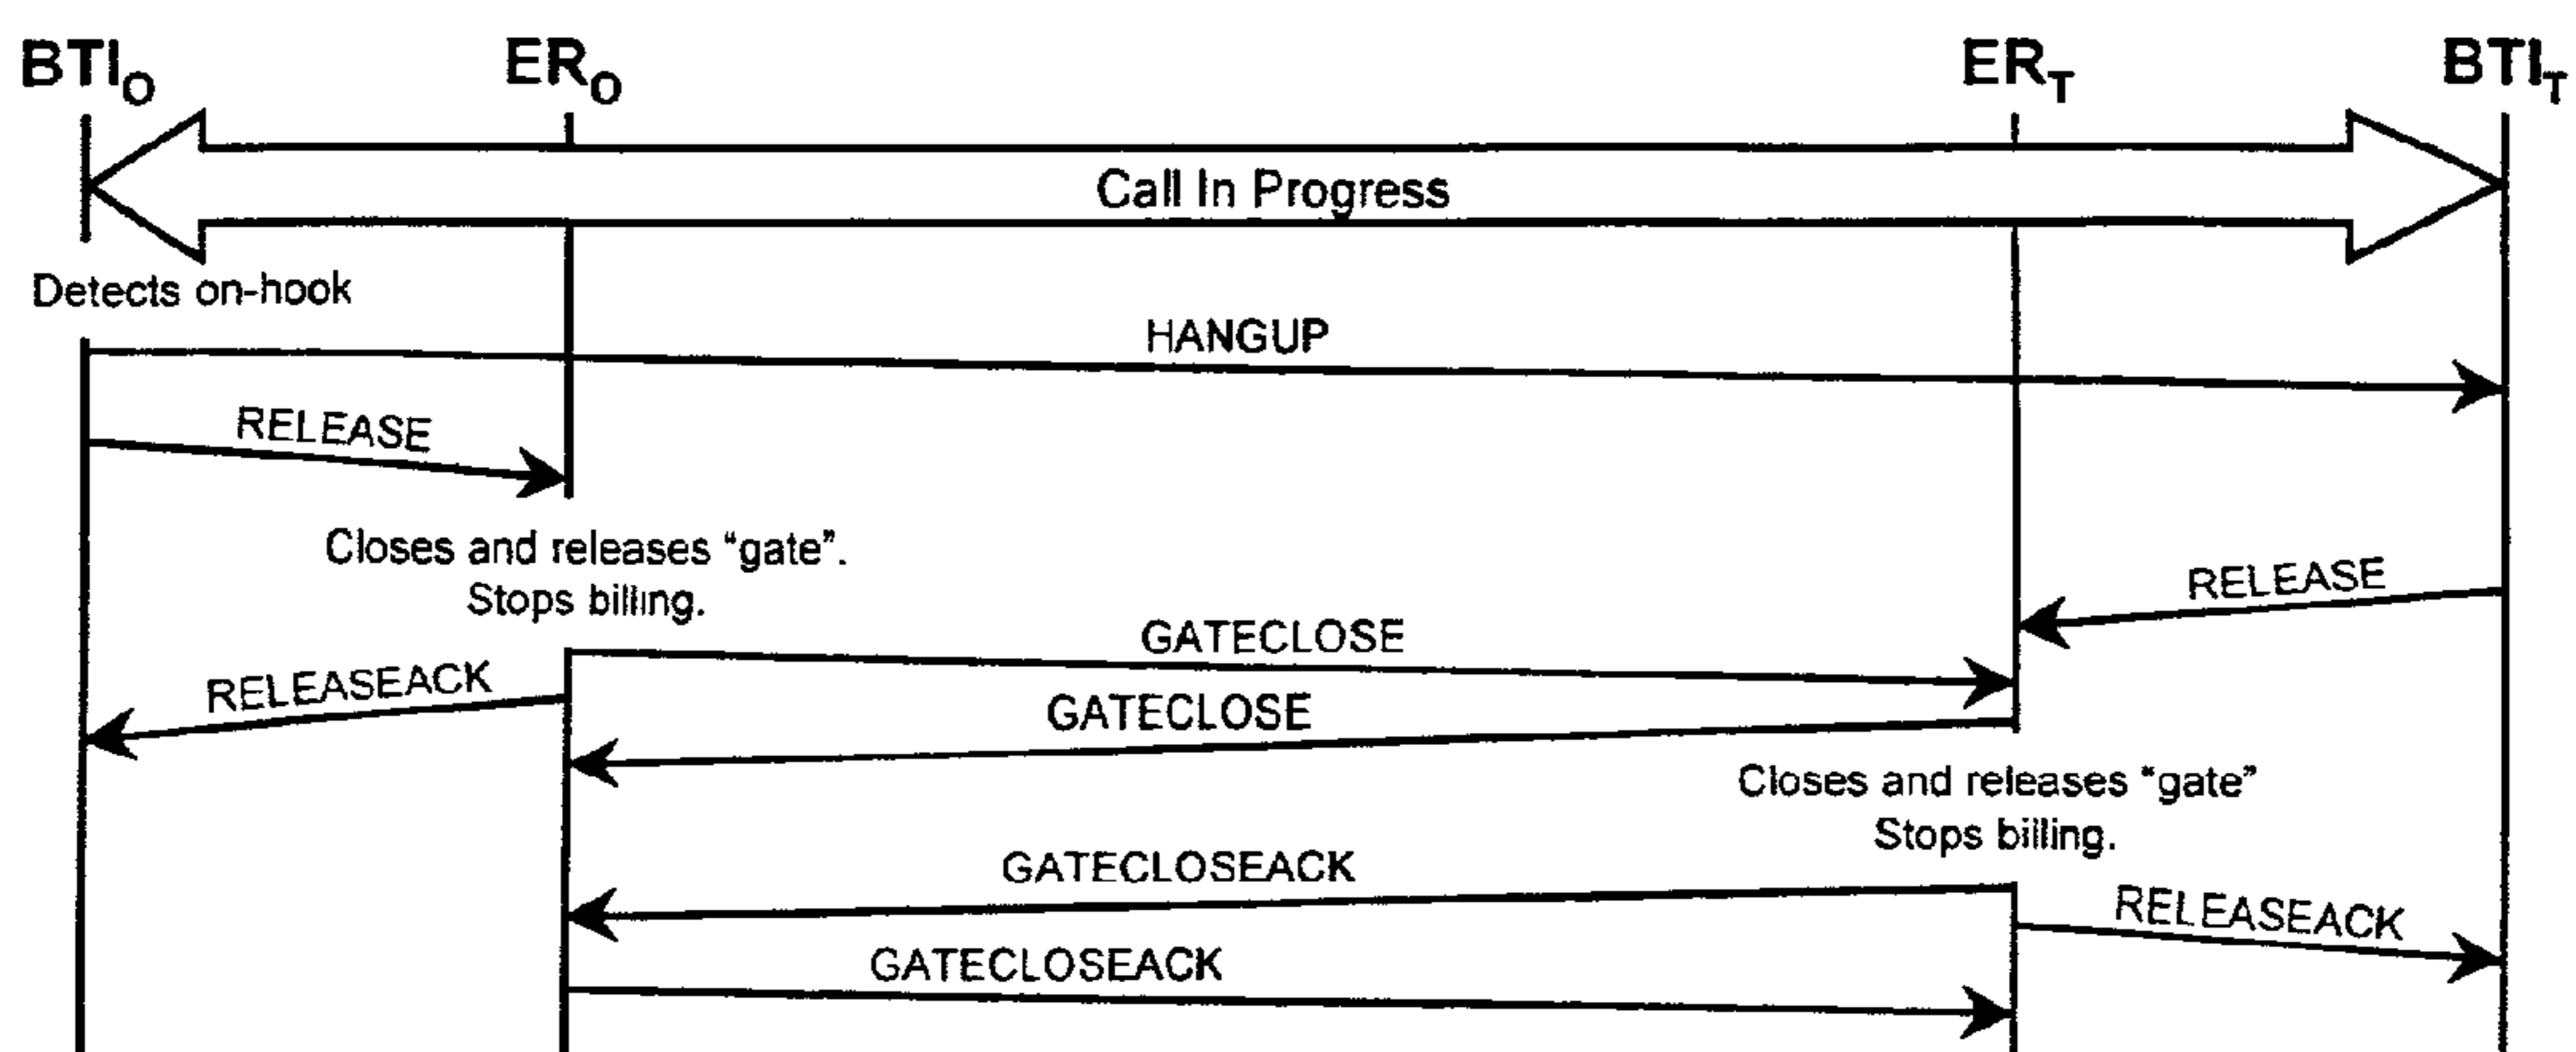 BTIO ERO ERT BTIT
Call In Progress
Detects on-hook
HANGUP
RELEASE
Closes and releases “gate”.
Stops billing.
RELEASE
GATECLOSE
RELEASEACK
GATECLOSE
Closes and releases “gate”
Stops billing.
GATECLOSEACK
RELEASEACK
GATECLOSEACK